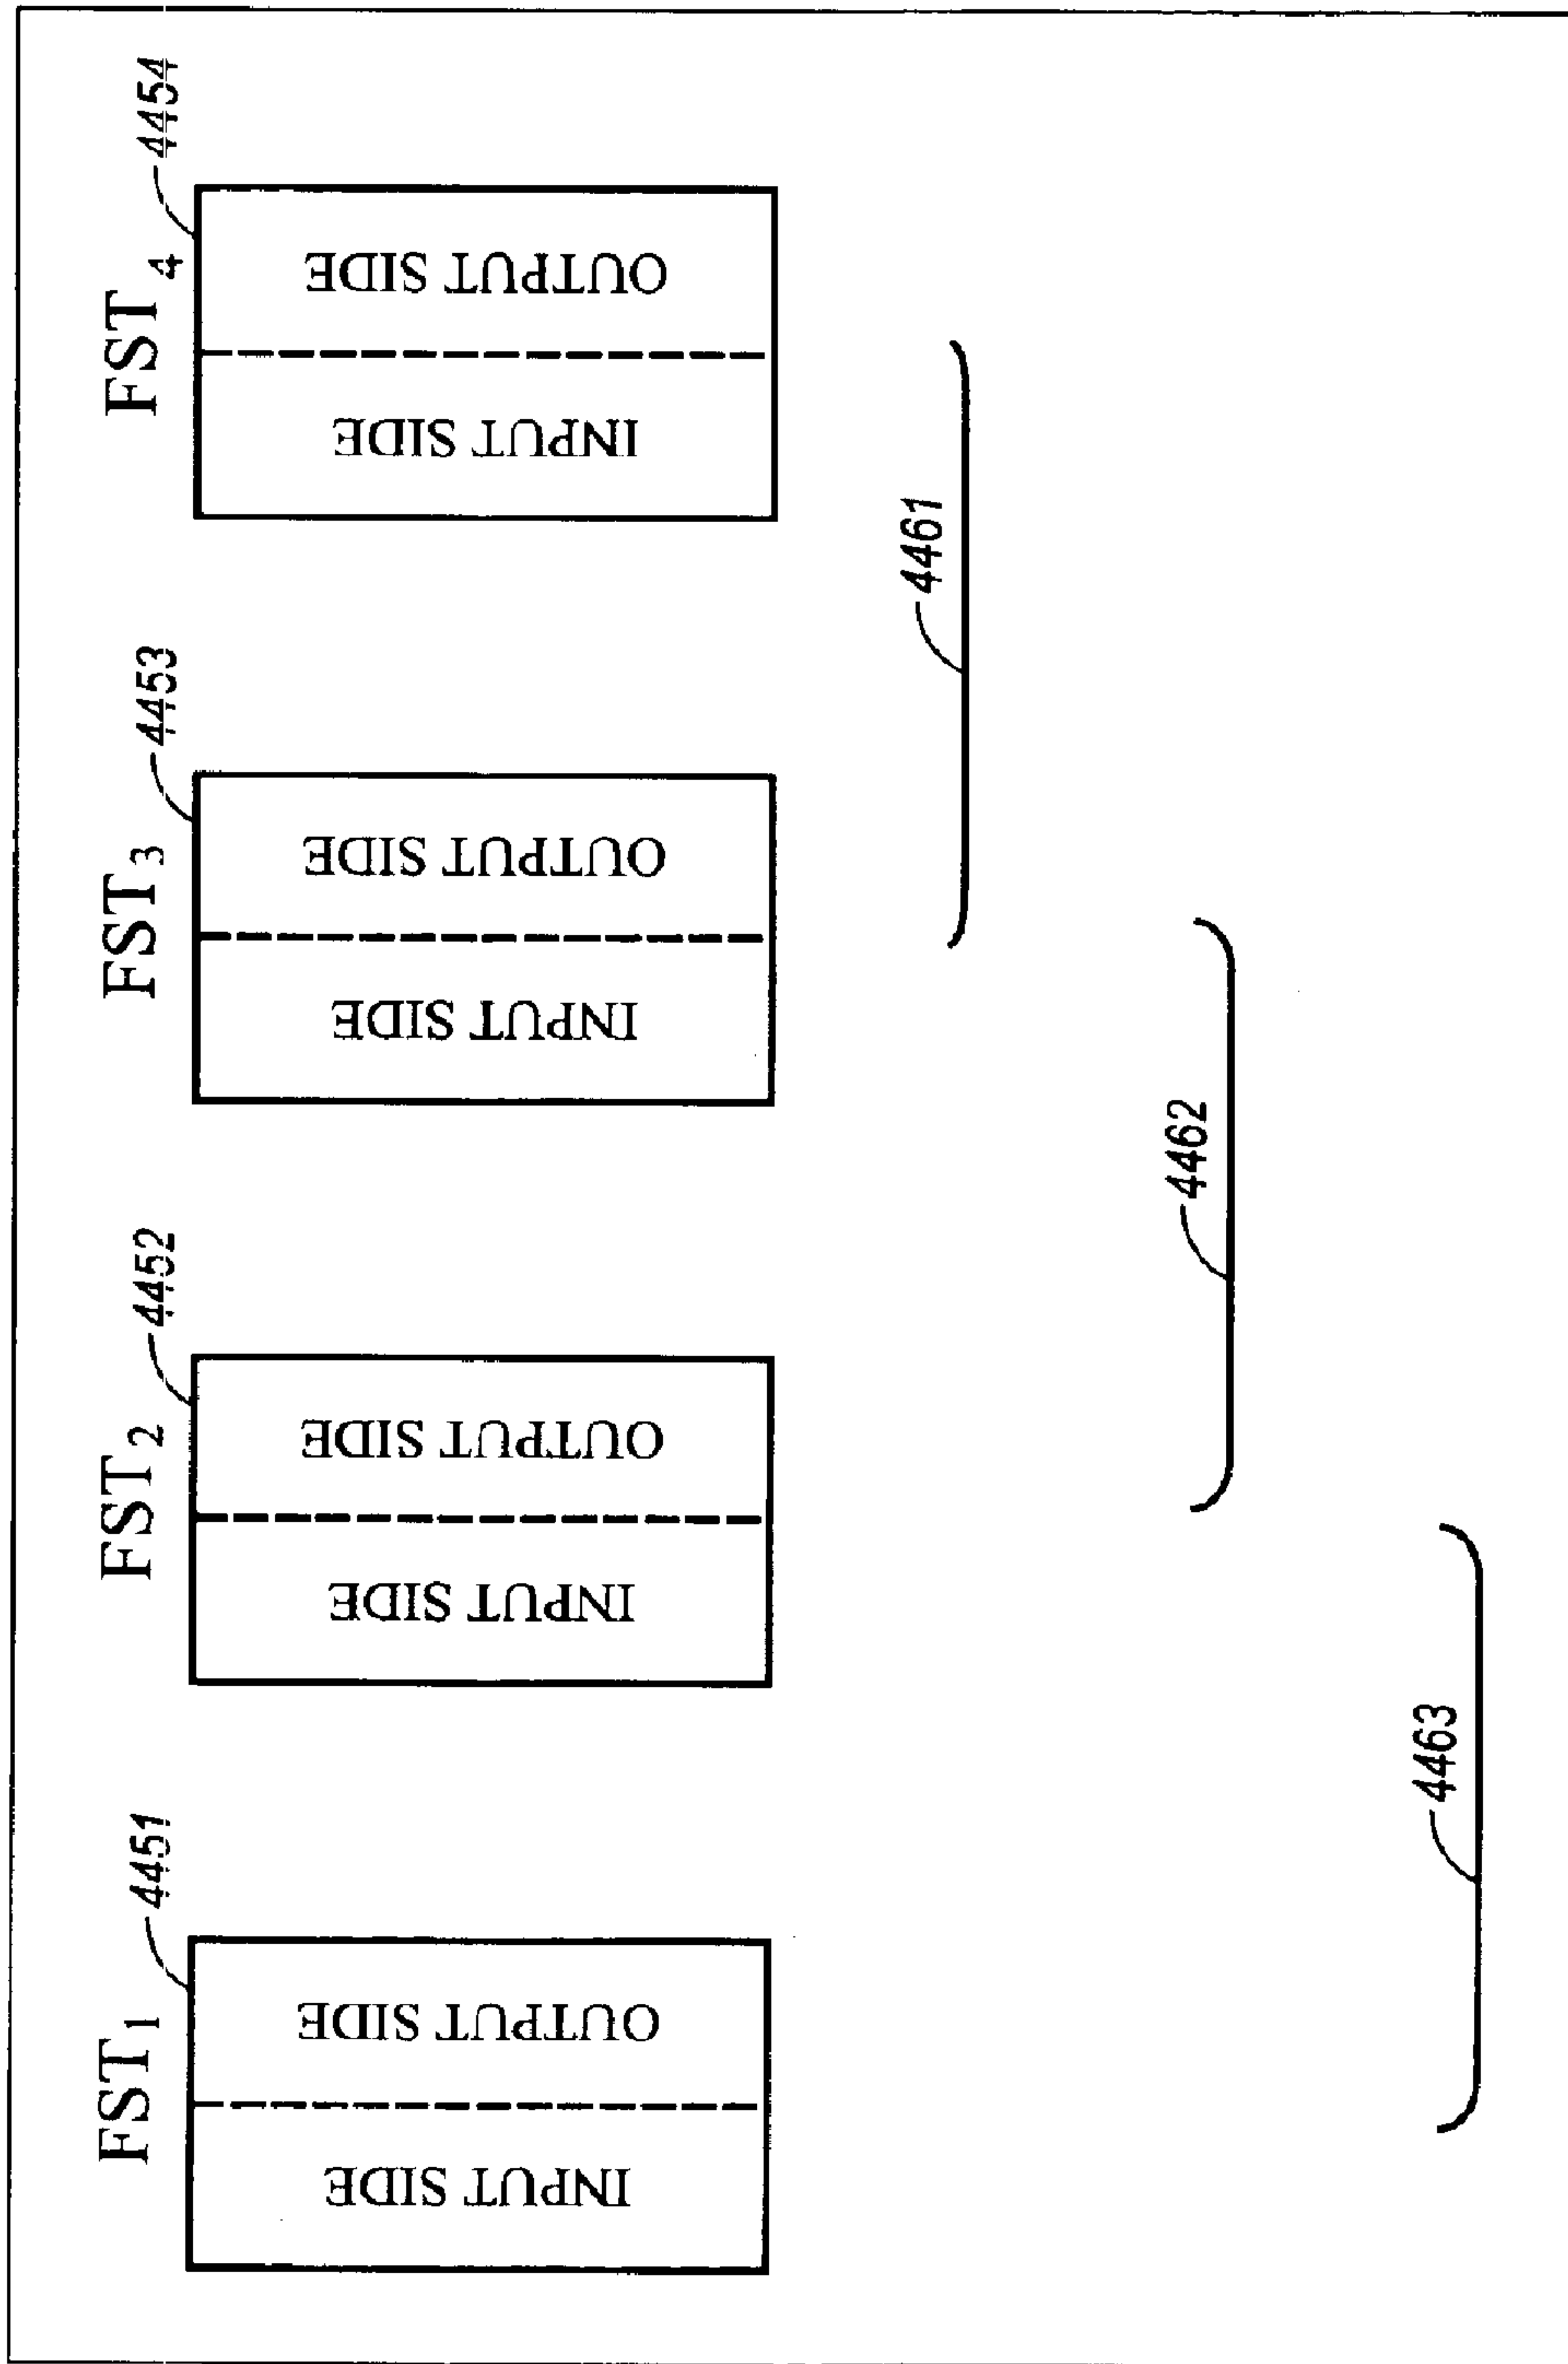 FST1
4451
INPUT SIDE
OUTPUT SIDE
FST2
4452
INPUT SIDE
OUTPUT SIDE
FST3
4453
INPUT SIDE
OUTPUT SIDE
FST4
4454
INPUT SIDE
OUTPUT SIDE
4461
4462
4463